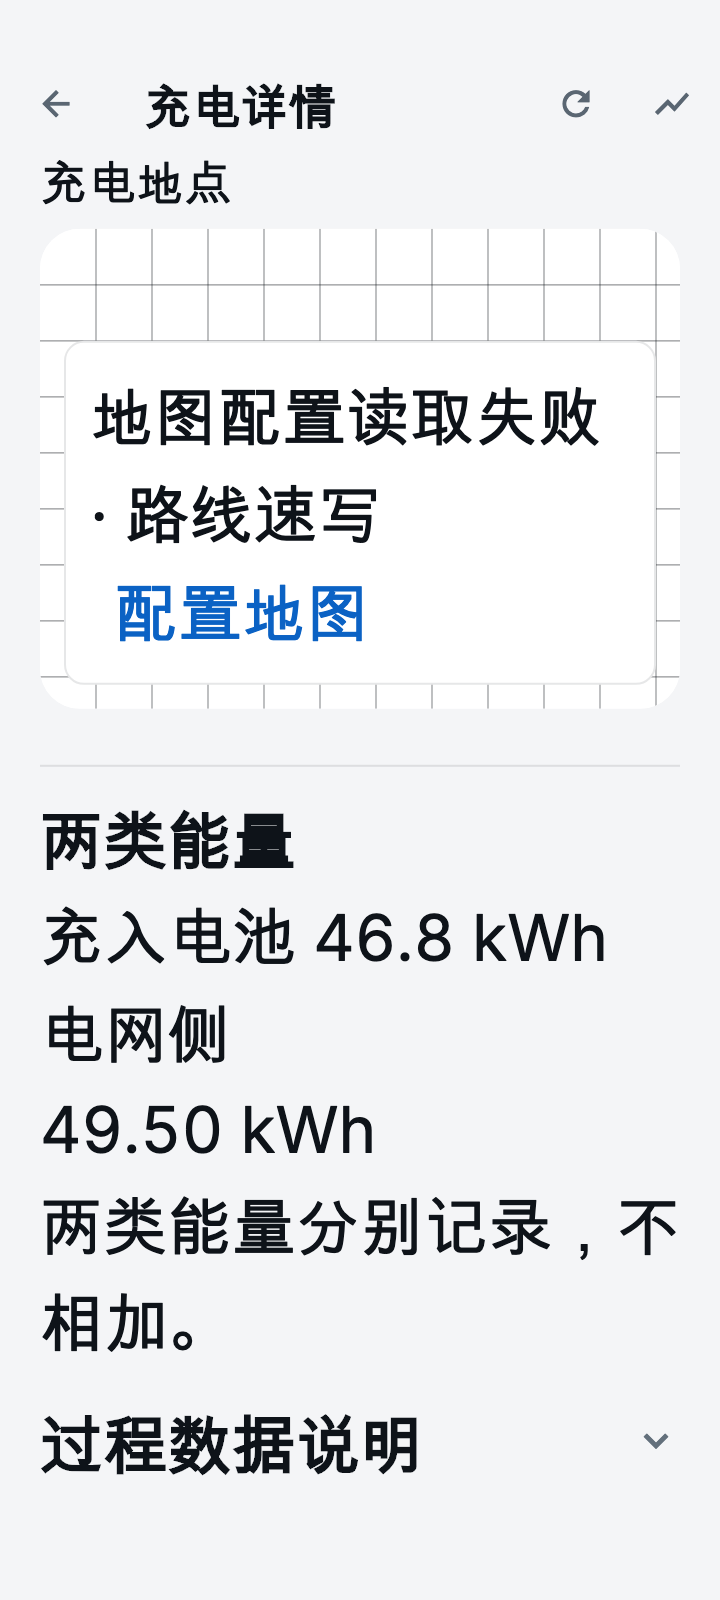 充电详情
充电地点
地图配置读取失败
· 路线速写
配置地图
两类能量
充入电池 46.8 kWh
电网侧
49.50 kWh
两类能量分别记录，不
相加。
过程数据说明